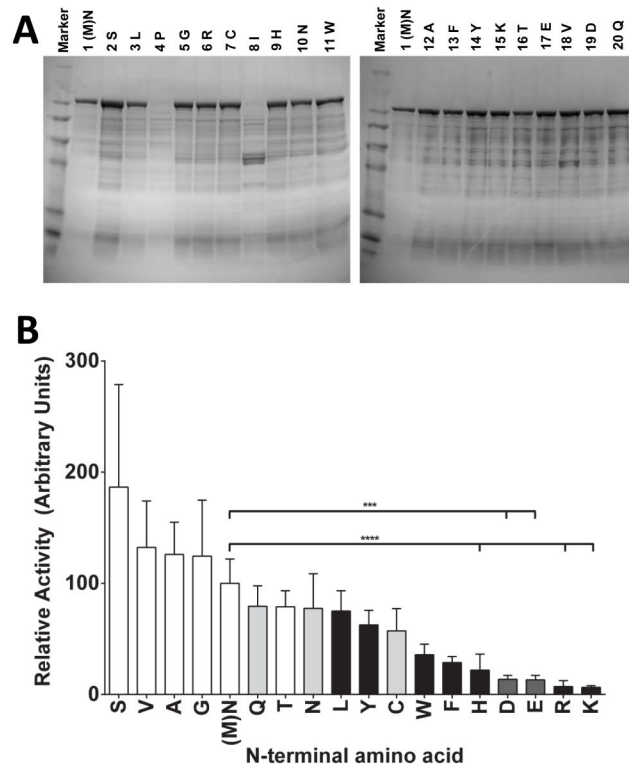 A
Marker
1 (M)N
2 S
3 L
4 P
5 G
6 R
7 C
8 I
9 H
10 N
11 W
Marker
1 (M)N
12 A
13 F
14 Y
15 K
16 T
17 E
18 V
19 D
20 Q
B
Relative Activity (Arbitrary Units)
300
200
100
0
***
****
S
V
A
G
(M)N
Q
T
N
L
Y
C
W
F
H
D
E
R
K
N-terminal amino acid